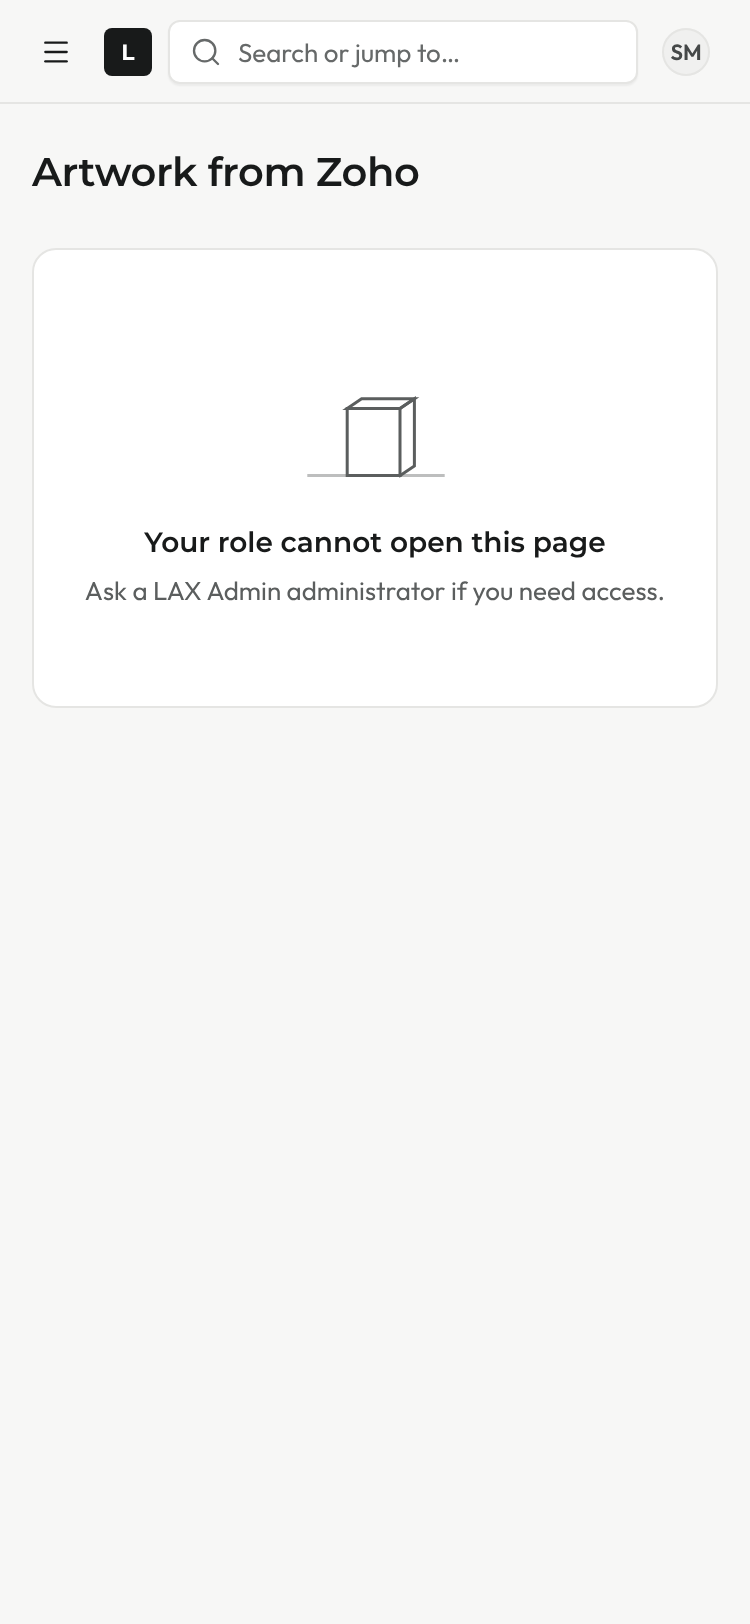 L
Search or jump to...
SM
Artwork from Zoho
Your role cannot open this page
Ask a LAX Admin administrator if you need access.